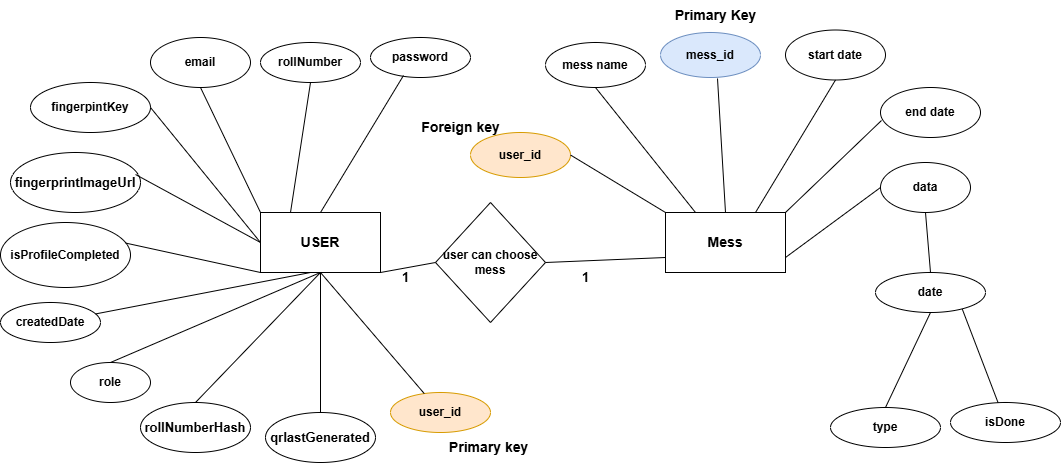 Primary Key
email
rollNumber
password
mess name
mess_id
start date
fingerpintKey
end date
Foreign key
user_id
fingerprintImageUrl
data
isProfileCompleted
USER
user can choose
mess
Mess
1
1
date
createdDate
role
user_id
rollNumberHash
qrlastGenerated
type
isDone
Primary key